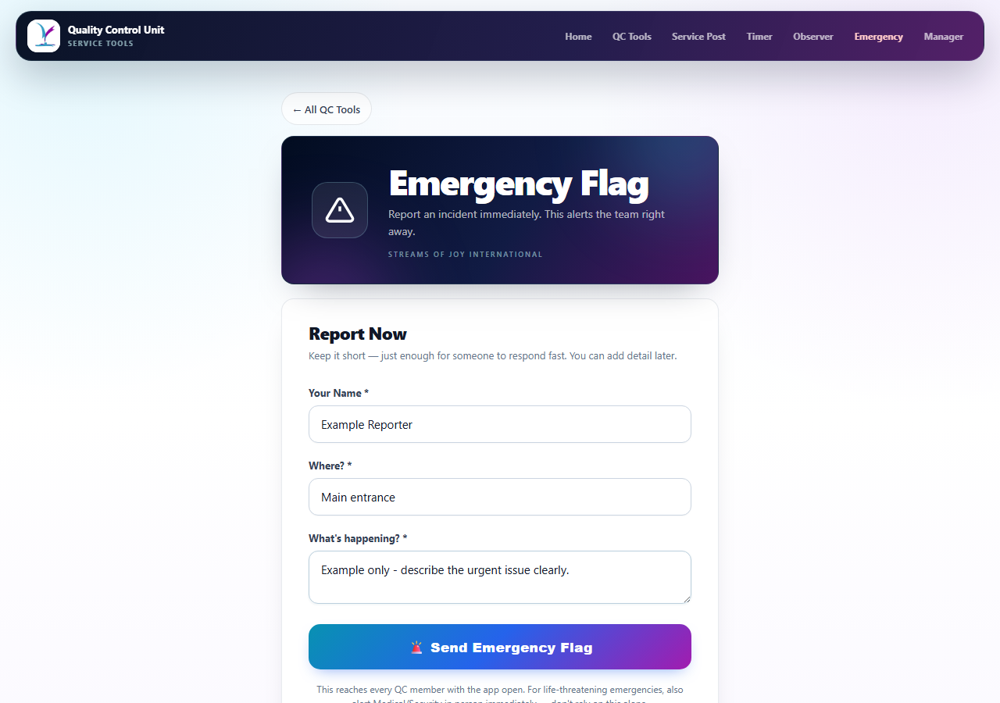 Quality Control Unit
SERVICE TOOLS
Home
QC Tools
Service Post
Timer
Observer
Emergency
Manager
← All QC Tools
Emergency Flag
Report an incident immediately. This alerts the team right
away.
STREAMS OF JOY INTERNATIONAL
Report Now
Keep it short — just enough for someone to respond fast. You can add detail later.
Your Name *
Example Reporter
Where? *
Main entrance
What's happening? *
Example only - describe the urgent issue clearly.
🚨 Send Emergency Flag
This reaches every QC member with the app open. For life-threatening emergencies, also
alert Medical/Security in person immediately — don't rely on this alone.